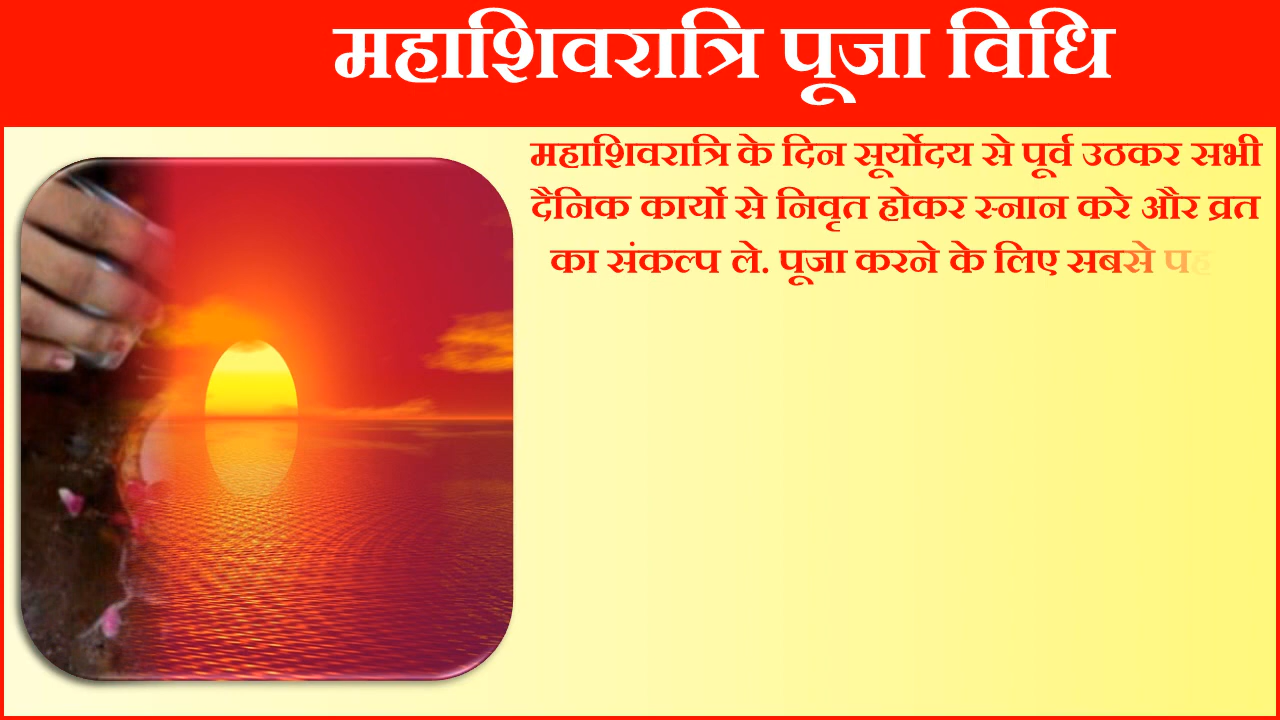 महाशिवरात्रि पूजा विधि
महाशिवरात्रि के दिन सूर्योदय से पूर्व उठकर सभी
दैनिक कार्यो से निवृत होकर स्नान करे और व्रत
का संकल्प ले. पूजा करने के लिए सबसे